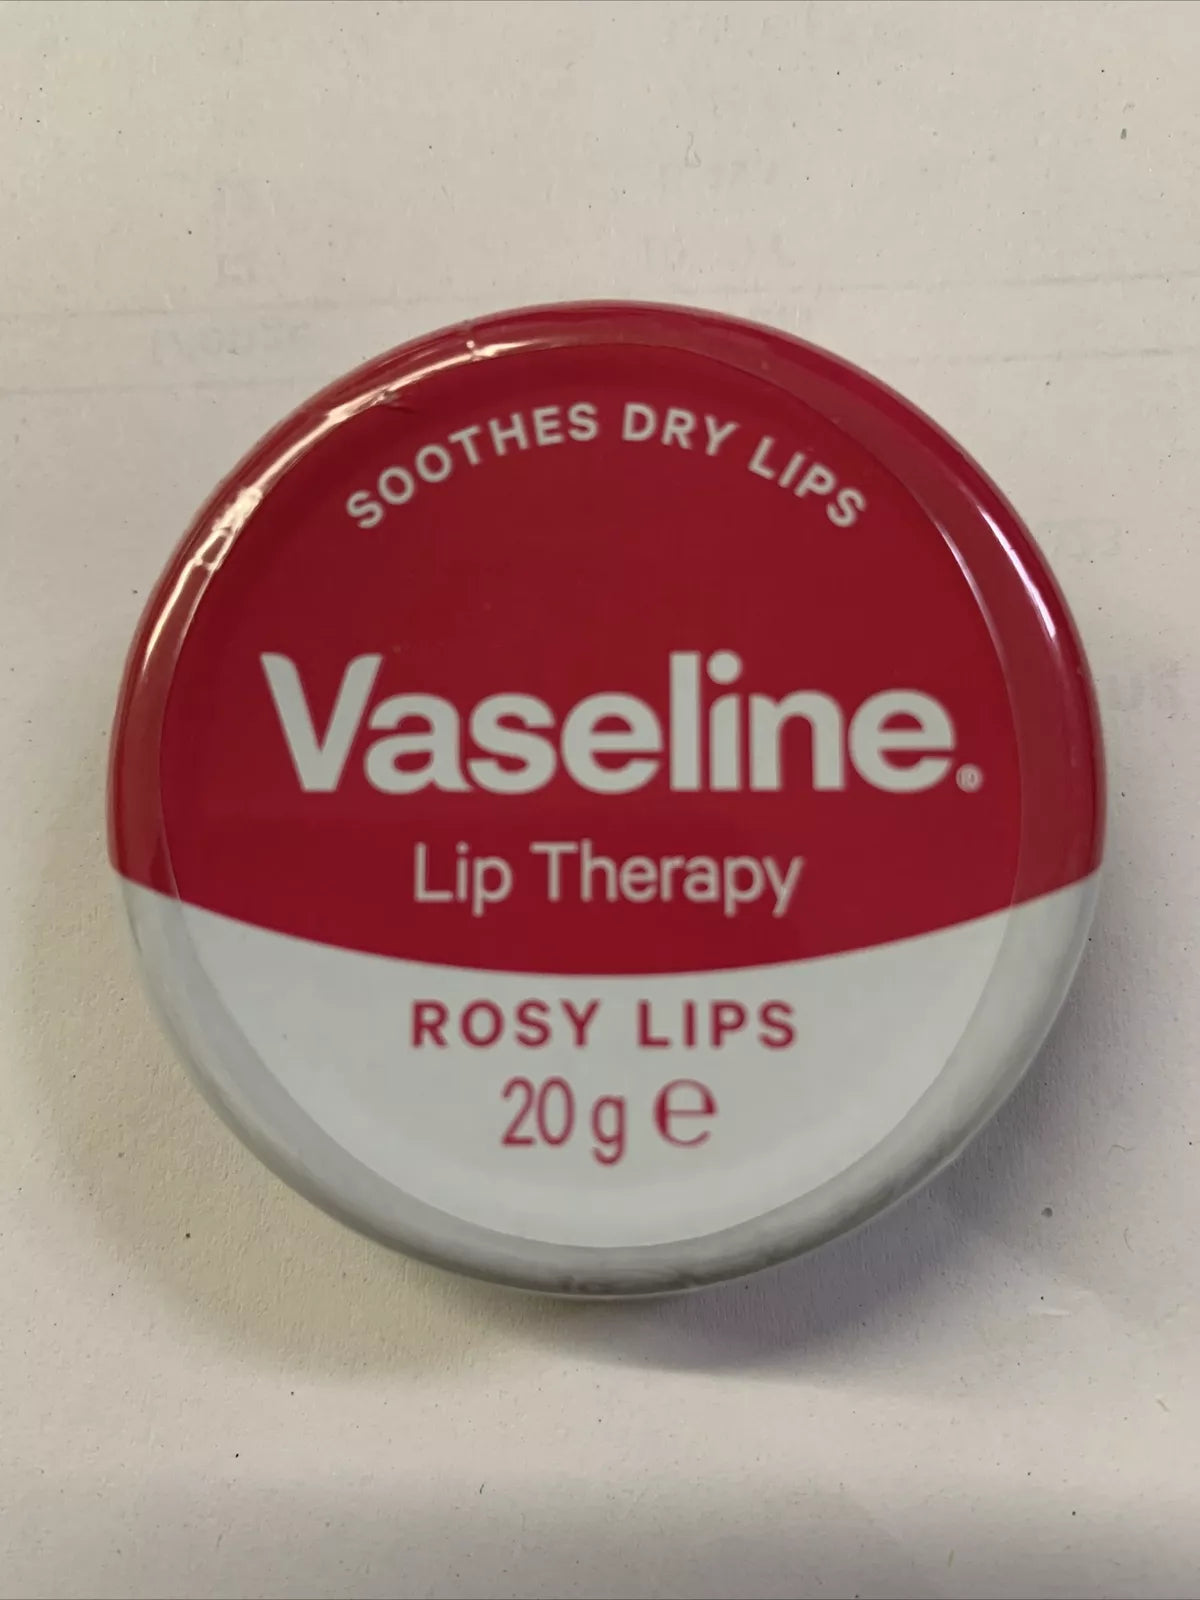 SOOTHES DRY LIPS
Vaseline®
Lip Therapy
ROSY LIPS
20 g ℮